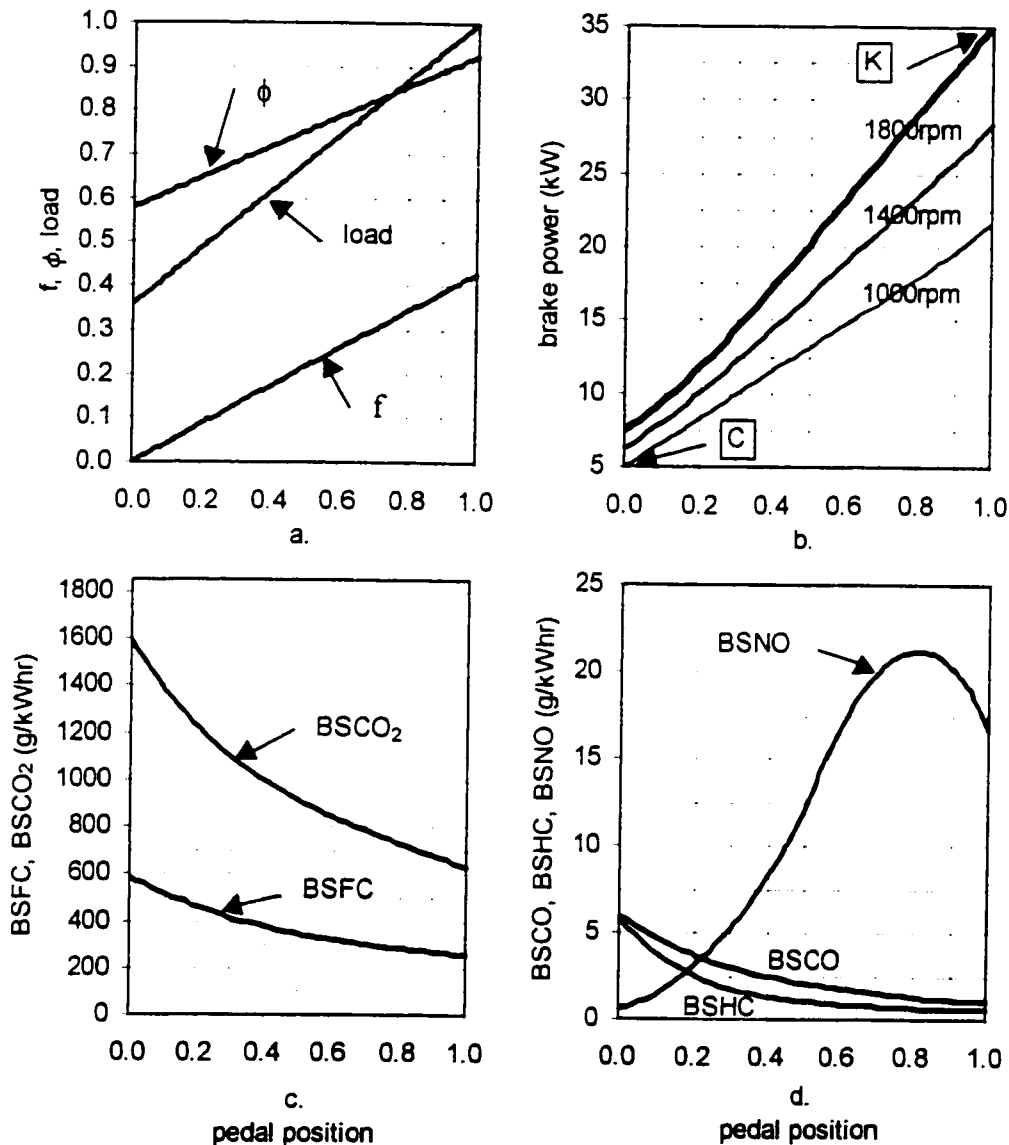 1.0
0.9
0.8
0.7
0.6
0.5
0.4
0.3
0.2
0.1
0.0
f, ϕ, load
ϕ
load
f
0.0 0.2 0.4 0.6 0.8 1.0
a.
35
30
25
20
15
10
5
brake power (kW)
K
1800rpm
1400rpm
1000rpm
C
0.0 0.2 0.4 0.6 0.8 1.0
b.
1800
1600
1400
1200
1000
800
600
400
200
0
BSFC, BSCO₂ (g/kWhr)
BSCO₂
BSFC
0.0 0.2 0.4 0.6 0.8 1.0
c.
pedal position
25
20
15
10
5
0
BSCO, BSHC, BSNO (g/kWhr)
BSNO
BSCO
BSHC
0.0 0.2 0.4 0.6 0.8 1.0
d.
pedal position